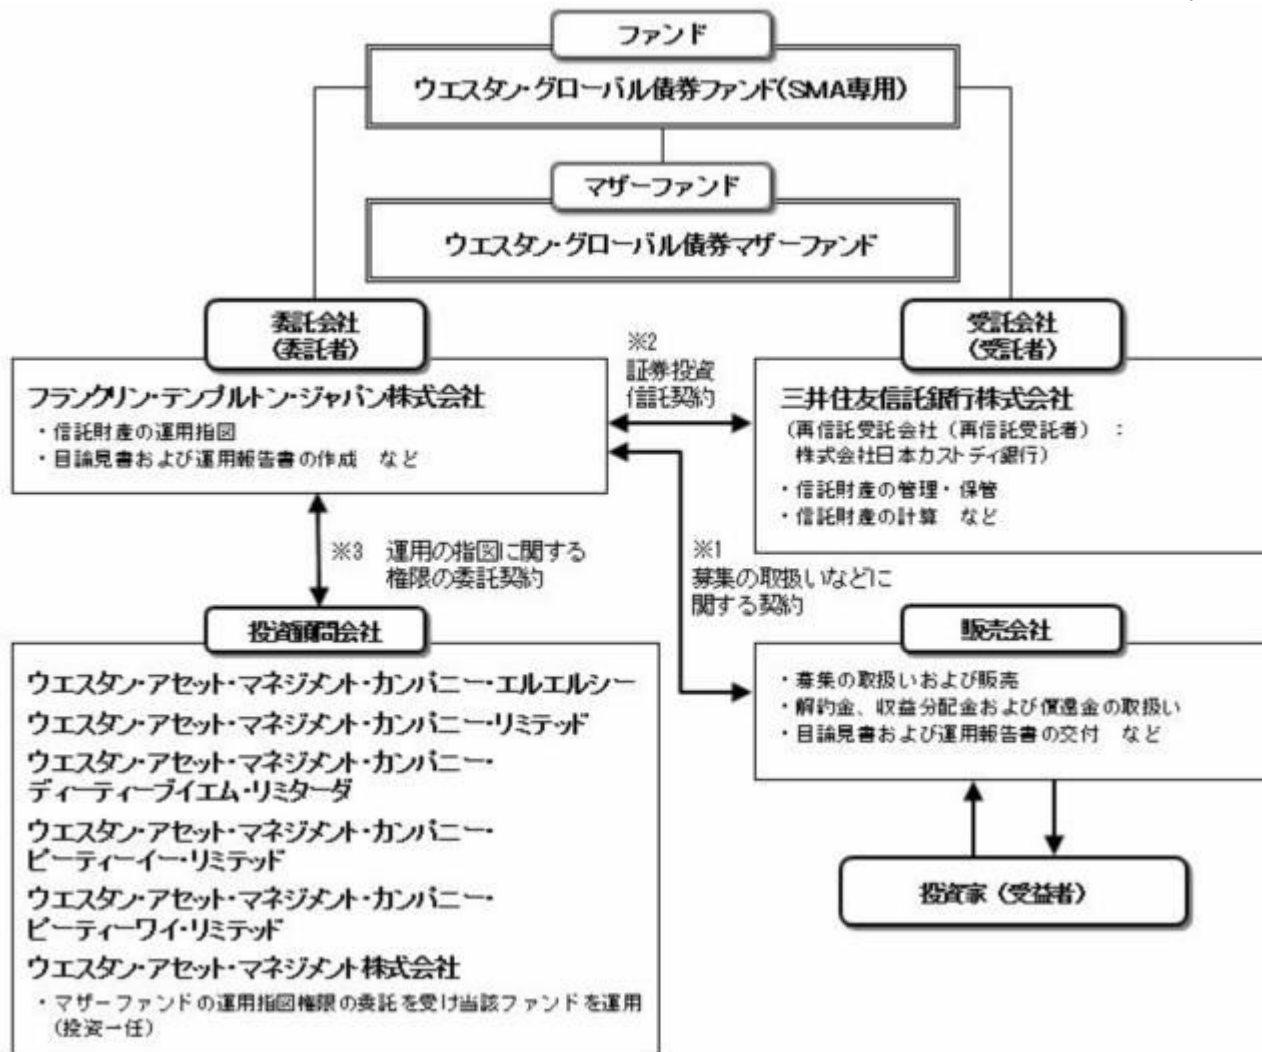 ファンド
ウエスタン・グローバル債券ファンド(SMA専用)
マザーファンド
ウエスタン・グローバル債券マザーファンド
委託会社
(委託者)
フランクリン・テンプルトン・ジャパン株式会社
・信託財産の運用指図
・目論見書および運用報告書の作成 など
※2
証券投資
信託契約
受託会社
(受託者)
三井住友信託銀行株式会社
(再信託受託会社(再信託受託者) :
株式会社日本カストディ銀行)
・信託財産の管理・保管
・信託財産の計算 など
※3 運用の指図に関する
権限の委託契約
※1
募集の取扱いなどに
関する契約
投資顧問会社
ウエスタン・アセット・マネジメント・カンパニー・エルエルシー
ウエスタン・アセット・マネジメント・カンパニー・リミテッド
ウエスタン・アセット・マネジメント・カンパニー・
ディーティーブイエム・リミターダ
ウエスタン・アセット・マネジメント・カンパニー・
ピーティーイー・リミテッド
ウエスタン・アセット・マネジメント・カンパニー・
ピーティーワイ・リミテッド
ウエスタン・アセット・マネジメント株式会社
・マザーファンドの運用指図権限の委託を受け当該ファンドを運用
(投資一任)
販売会社
・募集の取扱いおよび販売
・解約金、収益分配金および償還金の取扱い
・目論見書および運用報告書の交付 など
投資家(受益者)